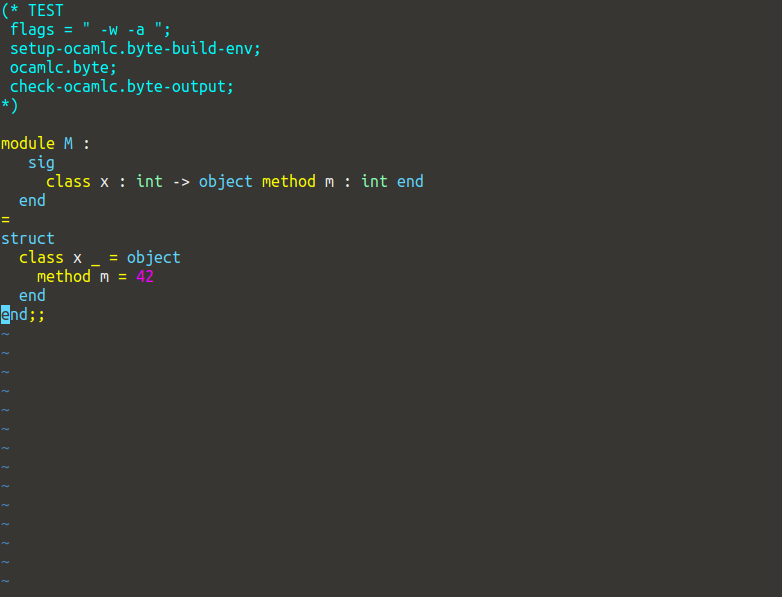 (* TEST
 flags = " -w -a ";
 setup-ocamlc.byte-build-env;
 ocamlc.byte;
 check-ocamlc.byte-output;
*)

module M :
   sig
     class x : int -> object method m : int end
  end
=
struct
  class x _ = object
    method m = 42
  end
end;;
~
~
~
~
~
~
~
~
~
~
~
~
~
~